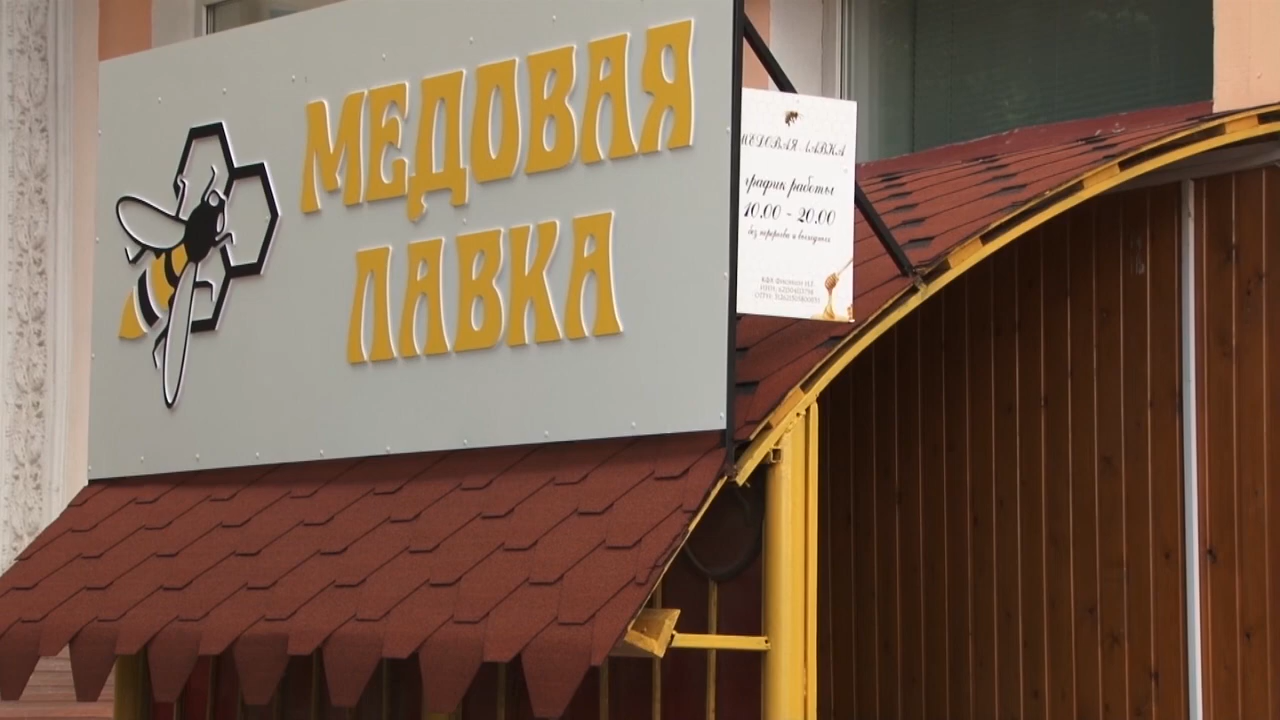 МЕДОВАЯ
ЛАВКА
МЕДОВАЯ ЛАВКА
график работы
10.00 - 20.00
без перерыва и выходных